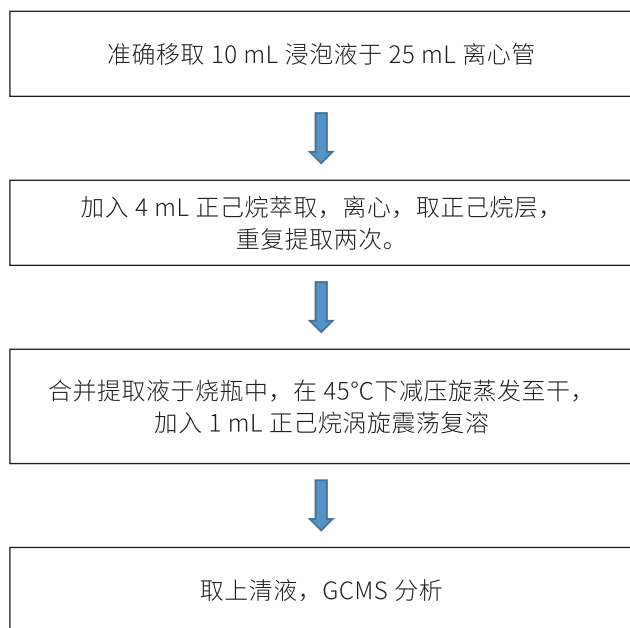 准确移取 10 mL 浸泡液于 25 mL 离心管
加入 4 mL 正己烷萃取，离心，取正己烷层，
重复提取两次。
合并提取液于烧瓶中，在 45℃下减压旋蒸发至干，
加入 1 mL 正己烷涡旋震荡复溶
取上清液，GCMS 分析